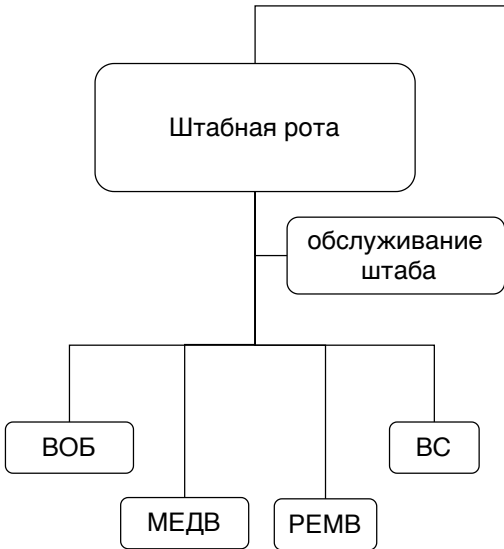 Штабная рота
обслуживание
штаба
ВОБ
ВС
МЕДВ
РЕМВ